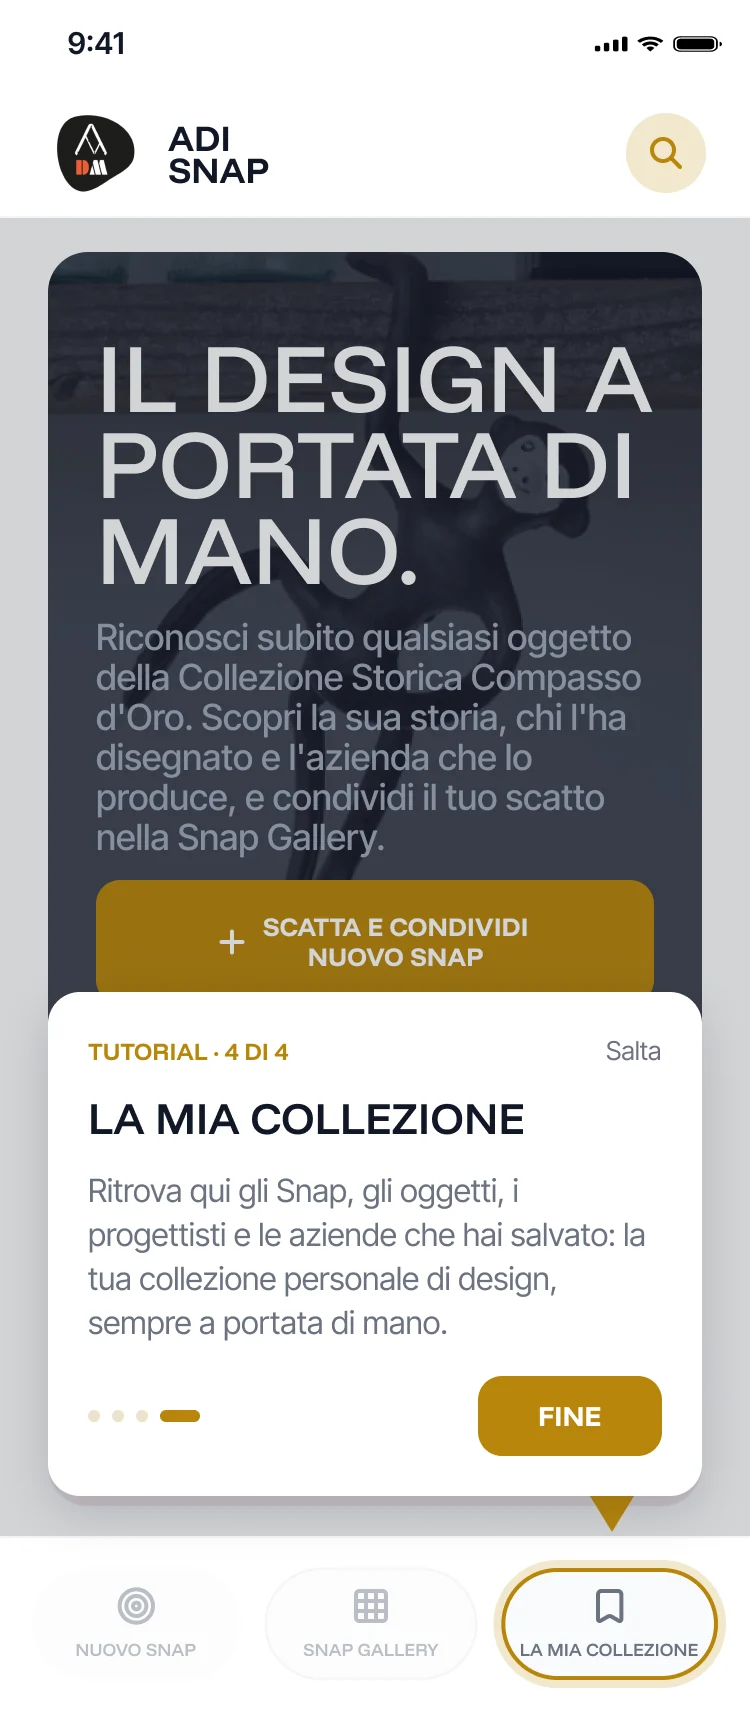 9:41
DM
ADI
SNAP
IL DESIGN A
PORTATA DI
MANO.
Riconosci subito qualsiasi oggetto
della Collezione Storica Compasso
d'Oro. Scopri la sua storia, chi l'ha
disegnato e l'azienda che lo
produce, e condividi il tuo scatto
nella Snap Gallery.
SCATTA E CONDIVIDI
NUOVO SNAP
TUTORIAL · 4 DI 4
Salta
LA MIA COLLEZIONE
Ritrova qui gli Snap, gli oggetti, i
progettisti e le aziende che hai salvato: la
tua collezione personale di design,
sempre a portata di mano.
FINE
NUOVO SNAP
SNAP GALLERY
LA MIA COLLEZIONE